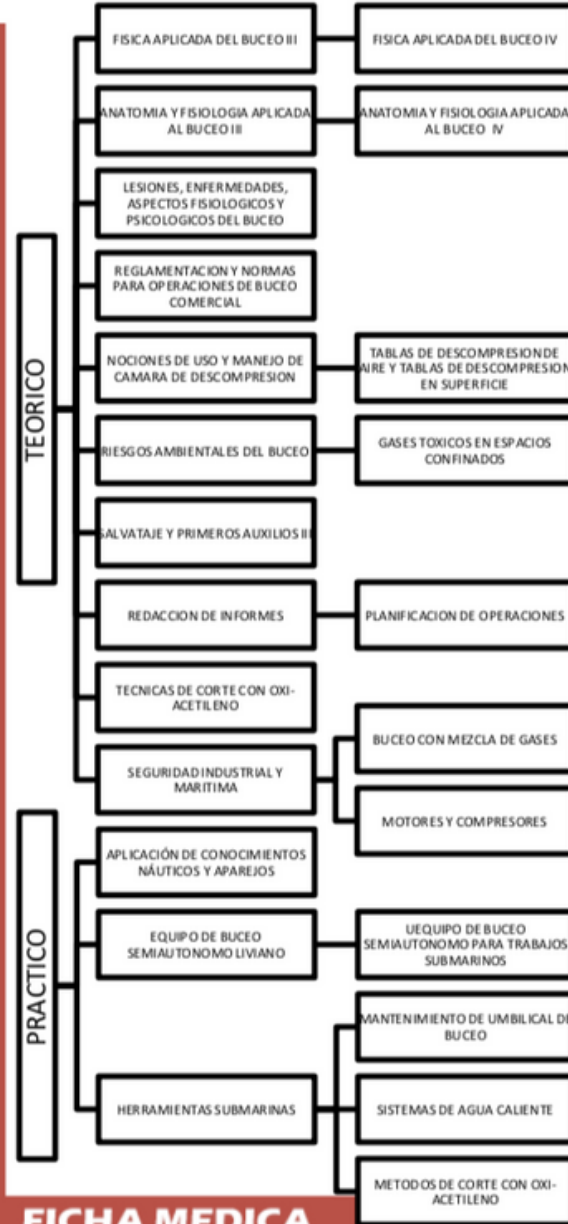 FISICA APLICADA DEL BUCEO III
FISICA APLICADA DEL BUCEO IV
ANATOMIA Y FISIOLOGIA APLICADA
AL BUCEO III
ANATOMIA Y FISIOLOGIA APLICADA
AL BUCEO IV
LESIONES, ENFERMEDADES,
ASPECTOS FISIOLOGICOS Y
PSICOLOGICOS DEL BUCEO
REGLAMENTACION Y NORMAS
PARA OPERACIONES DE BUCEO
COMERCIAL
TEORICO
NOCIONES DE USO Y MANEJO DE
CAMARA DE DESCOMPRESION
TABLAS DE DESCOMPRESION DE
AIRE Y TABLAS DE DESCOMPRESION
EN SUPERFICIE
RIESGOS AMBIENTALES DEL BUCEO
GASES TOXICOS EN ESPACIOS
CONFINADOS
SALVATAJE Y PRIMEROS AUXILIOS III
REDACCION DE INFORMES
PLANIFICACION DE OPERACIONES
TECNICAS DE CORTE CON OXI-
ACETILENO
SEGURIDAD INDUSTRIAL Y
MARITIMA
BUCEO CON MEZCLA DE GASES
MOTORES Y COMPRESORES
PRACTICO
APLICACIÓN DE CONOCIMIENTOS
NÁUTICOS Y APAREJOS
EQUIPO DE BUCEO
SEMIAUTONOMO LIVIANO
UEQUIPO DE BUCEO
SEMIAUTONOMO PARA TRABAJOS
SUBMARINOS
HERRAMIENTAS SUBMARINAS
MANTENIMIENTO DE UMBILICAL DE
BUCEO
SISTEMAS DE AGUA CALIENTE
METODOS DE CORTE CON OXI-
ACETILENO
FICHA MEDICA